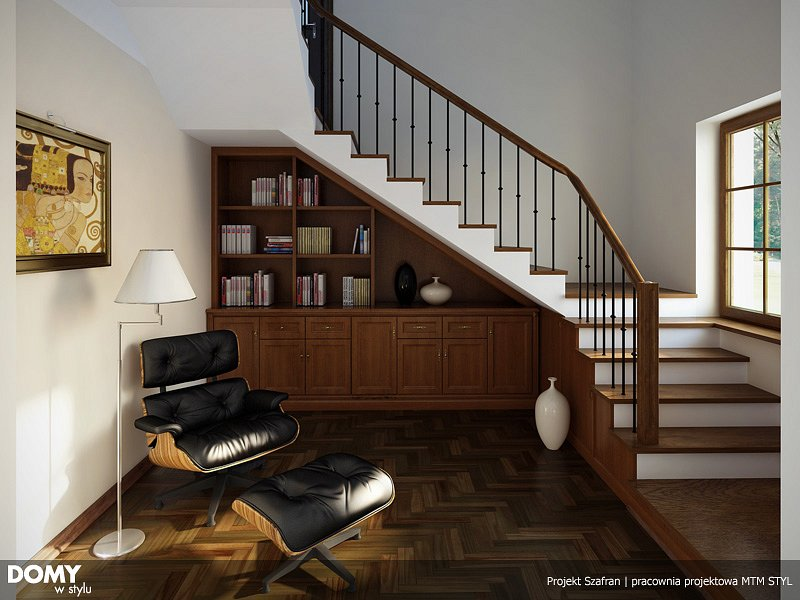 DOMY
w stylu
Projekt Szafran | pracownia projektowa MTM STYL